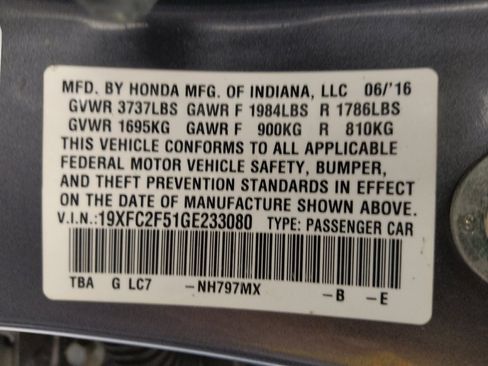 MFD. BY HONDA MFG. OF INDIANA, LLC 06/'16
GVWR 3737LBS GAWR F 1984LBS R 1786LBS
GVWR 1695KG GAWR F 900KG R 810KG
THIS VEHICLE CONFORMS TO ALL APPLICABLE
FEDERAL MOTOR VEHICLE SAFETY, BUMPER,
AND THEFT PREVENTION STANDARDS IN EFFECT
ON THE DATE OF MANUFACTURE SHOWN ABOVE.
V.I.N.:19XFC2F51GE233080 TYPE: PASSENGER CAR
TBA G LC7 -NH797MX -B -E